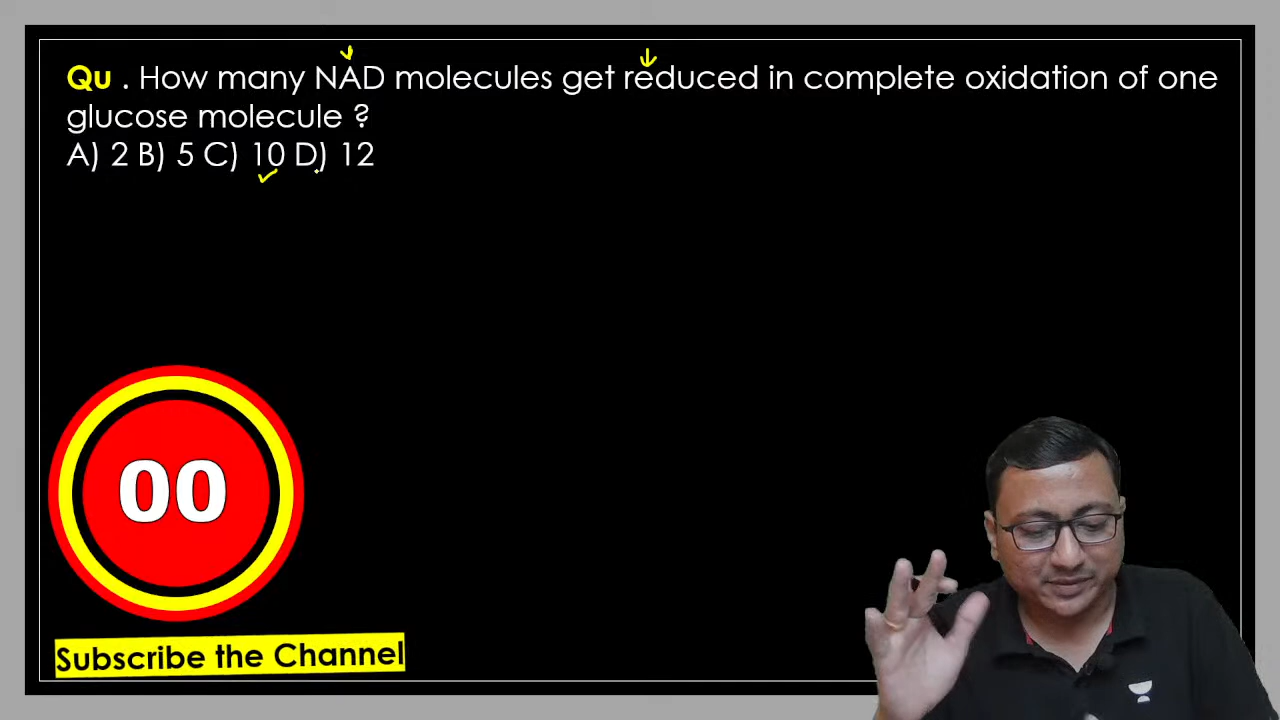 Qu . How many NAD molecules get reduced in complete oxidation of one
glucose molecule ?
A) 2 B) 5 C) 10 D) 12
00
Subscribe the Channel